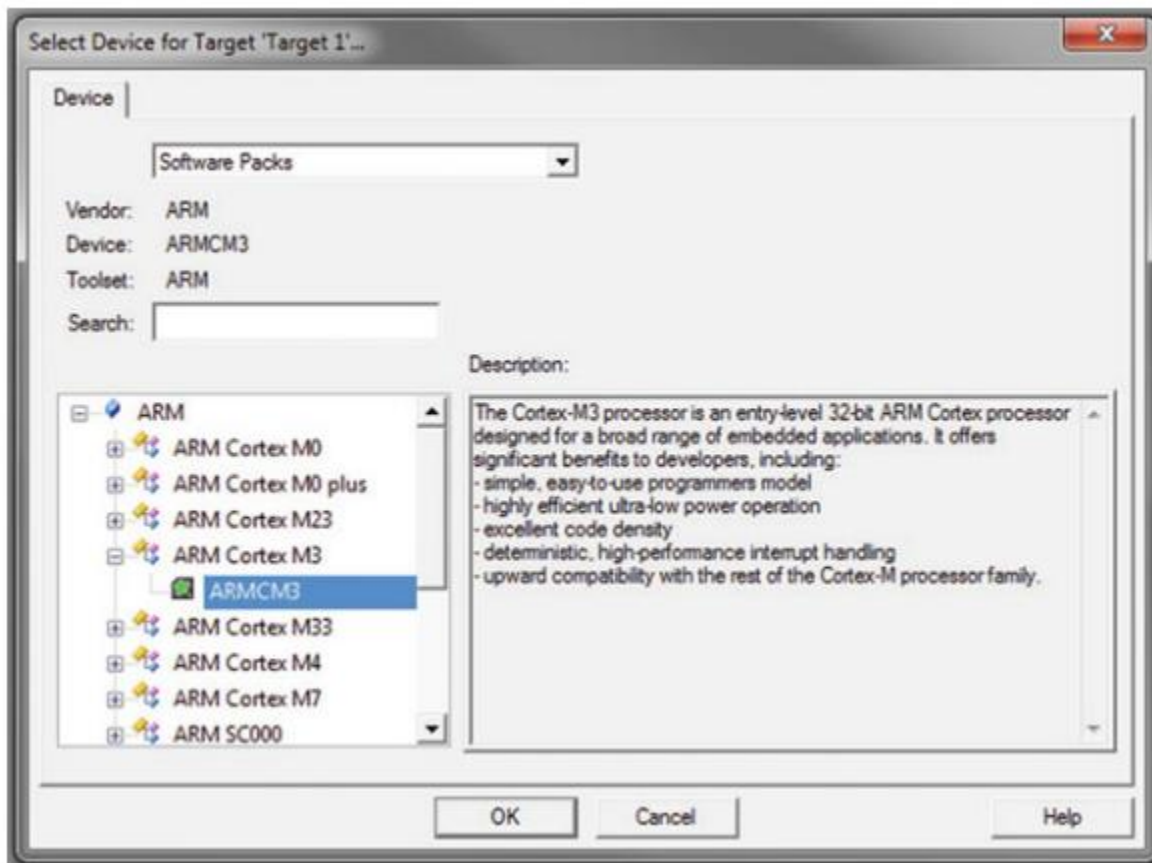 Select Device for Target 'Target 1'...
Device
Software Packs
Vendor: ARM
Device: ARMCM3
Toolset: ARM
Search:
Description:
ARM
ARM Cortex M0
ARM Cortex M0 plus
ARM Cortex M23
ARM Cortex M3
ARMCM3
ARM Cortex M33
ARM Cortex M4
ARM Cortex M7
ARM SC000
The Cortex-M3 processor is an entry-level 32-bit ARM Cortex processor
designed for a broad range of embedded applications. It offers
significant benefits to developers, including:
- simple, easy-to-use programmers model
- highly efficient ultra-low power operation
- excellent code density
- deterministic, high-performance interrupt handling
- upward compatibility with the rest of the Cortex-M processor family.
OK
Cancel
Help